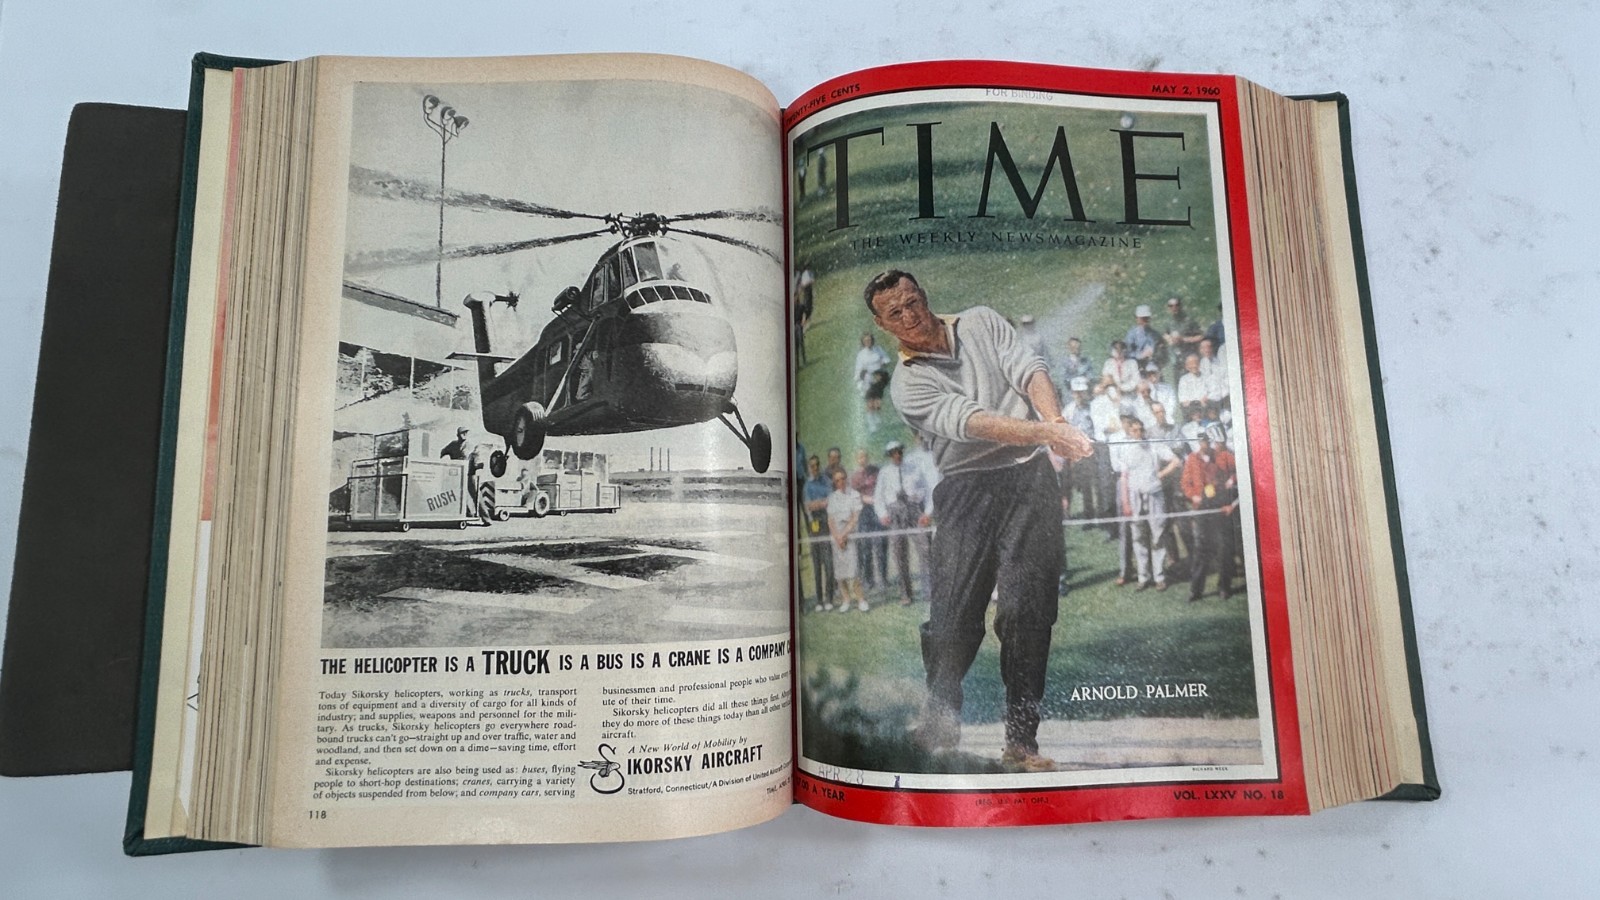 RUSH
THE HELICOPTER IS A TRUCK IS A BUS IS A CRANE IS A COMPANY
Today Sikorsky helicopters, working as trucks, transport
tons of equipment and a diversity of cargo for all kinds of
industry; and supplies, weapons and personnel for the mili-
tary. As trucks, Sikorsky helicopters go everywhere road-
bound trucks can't go—straight up and over traffic, water and
woodland, and then set down on a dime—saving time, effort
and expense.
Sikorsky helicopters are also being used as: buses, flying
people to short-hop destinations; cranes, carrying a variety
of objects suspended from below; and company cars, serving
businessmen and professional people who value
ute of their time.
Sikorsky helicopters did all these things first.
they do more of these things today than all other
aircraft.
A New World of Mobility by
SIKORSKY AIRCRAFT
Stratford, Connecticut/A Division of United Aircraft
118
TWENTY-FIVE CENTS
MAY 2, 1960
FOR BINDING
TIME
THE WEEKLY NEWSMAGAZINE
ARNOLD PALMER
APR 28
A YEAR
(REG. U.S. PAT. OFF.)
VOL. LXXV NO. 18